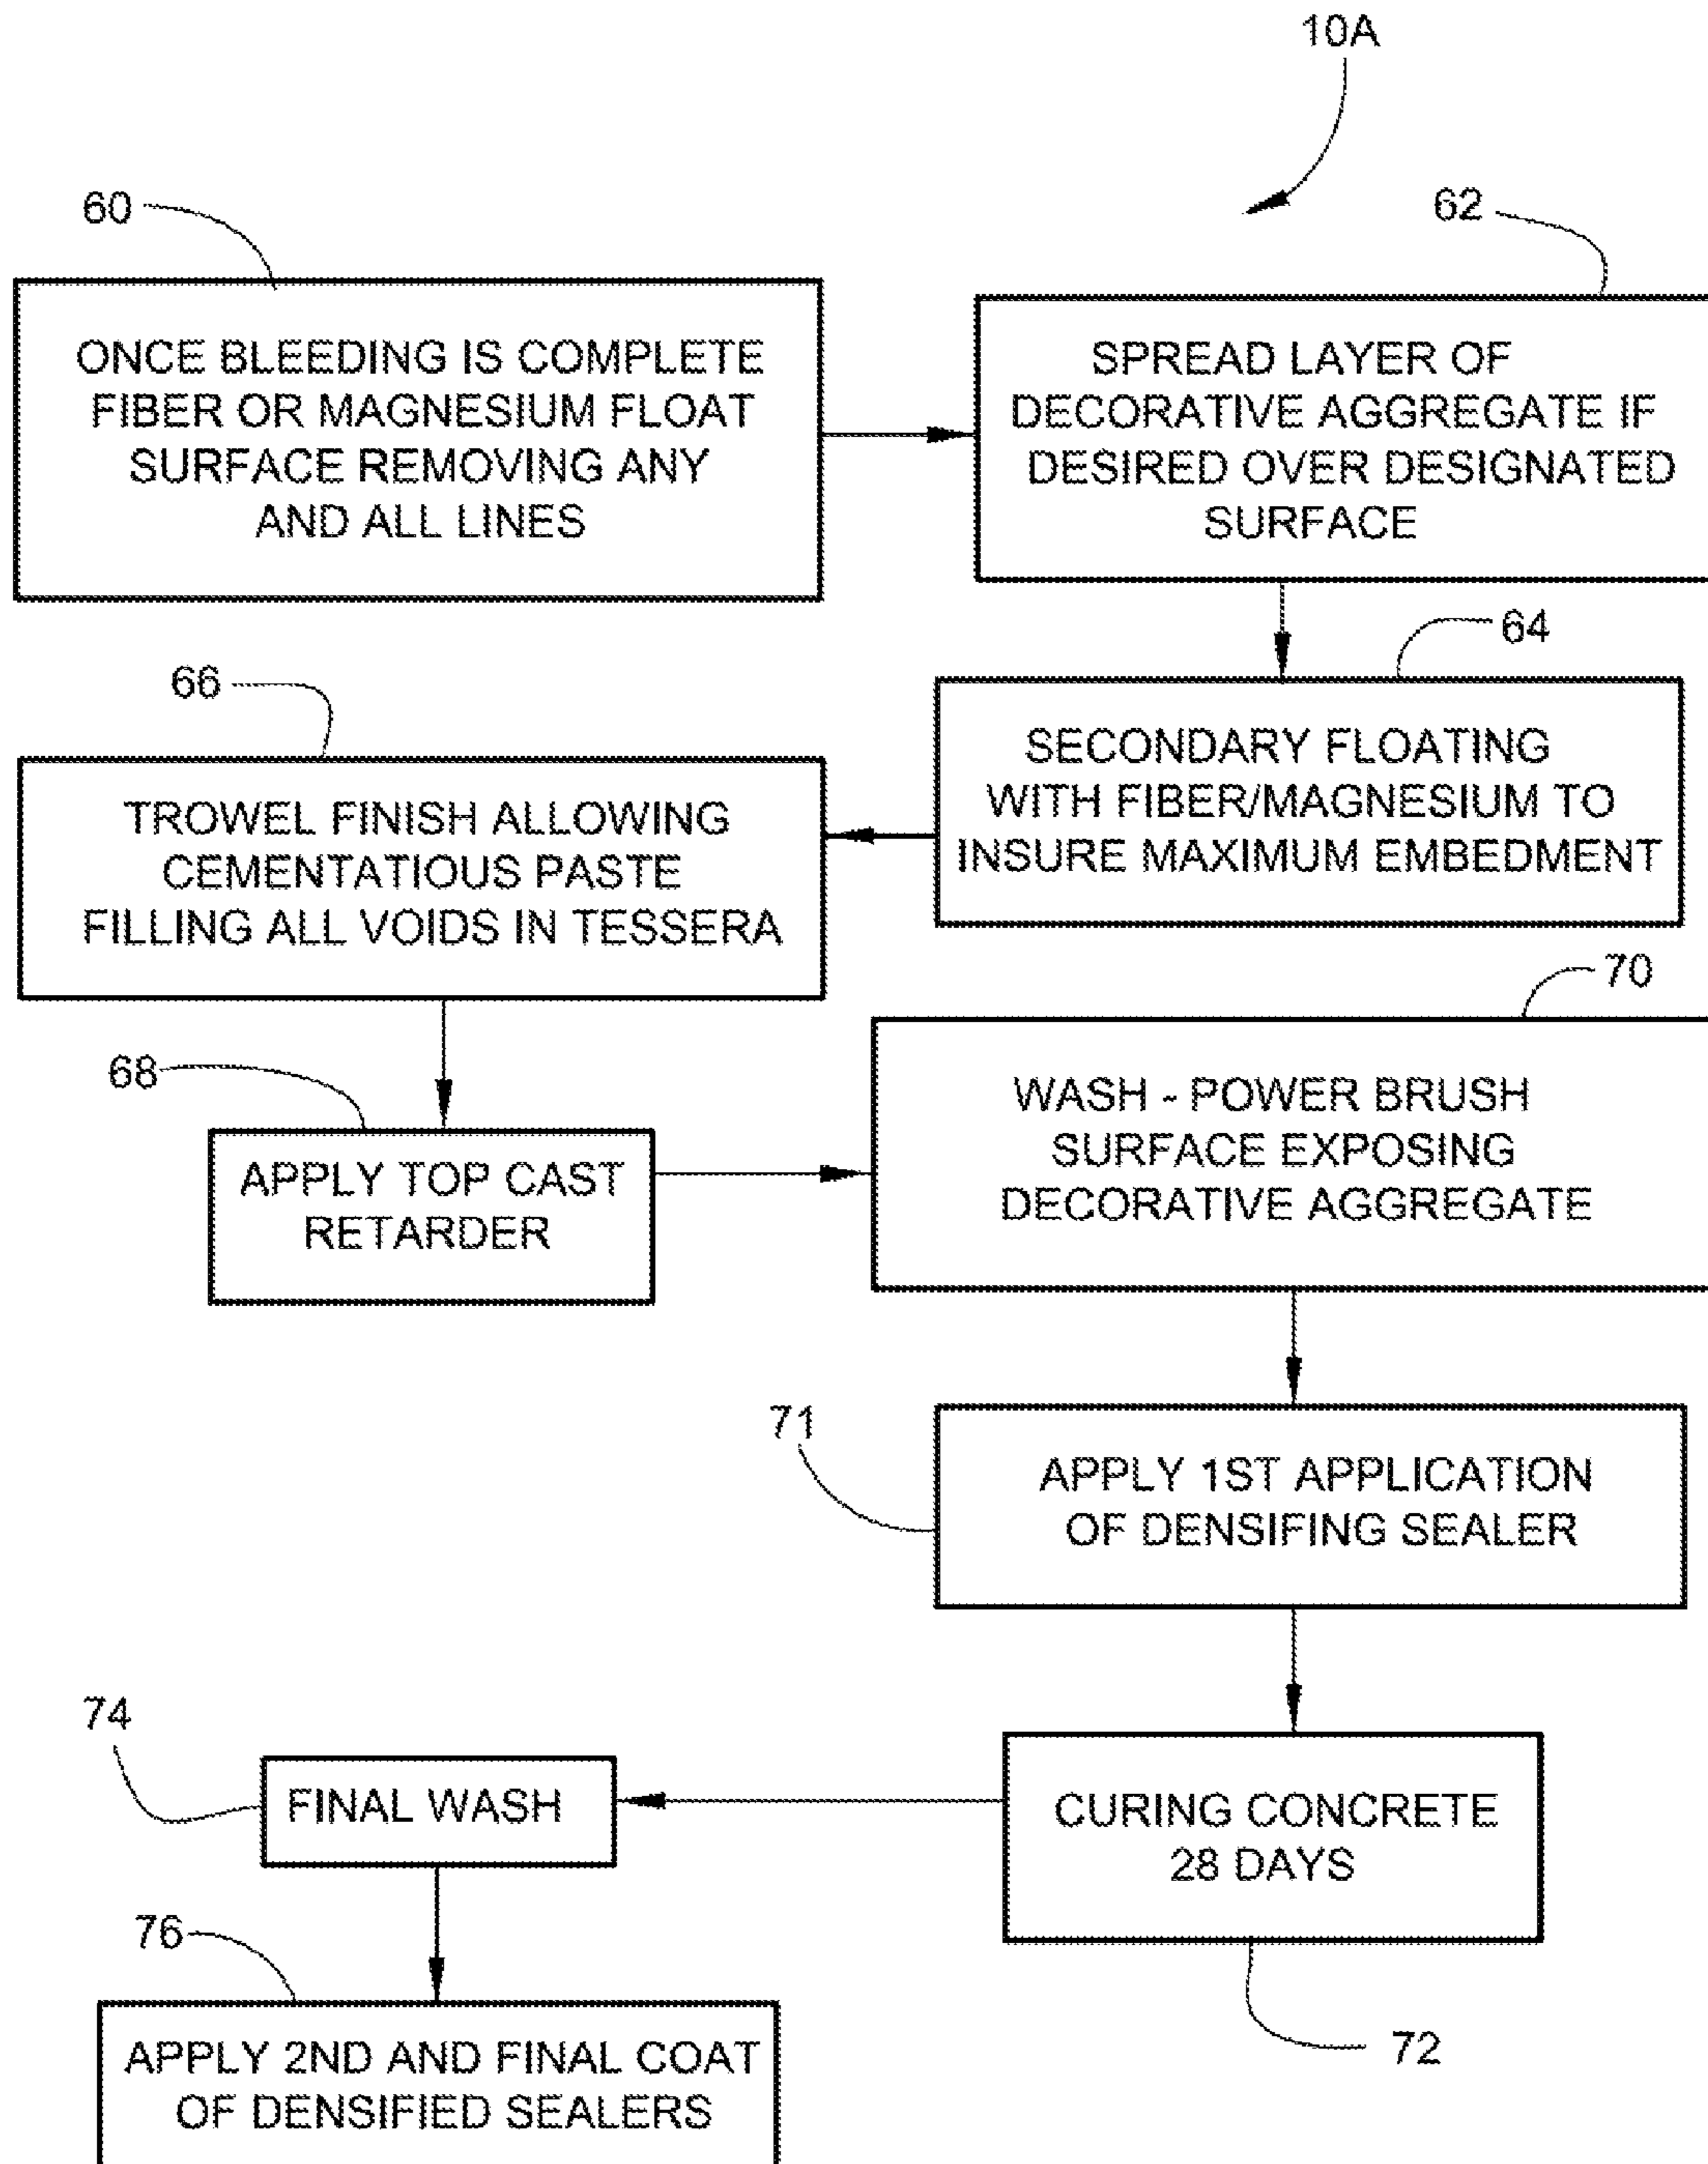 10A
60
ONCE BLEEDING IS COMPLETE
FIBER OR MAGNESIUM FLOAT
SURFACE REMOVING ANY
AND ALL LINES
62
SPREAD LAYER OF
DECORATIVE AGGREGATE IF
DESIRED OVER DESIGNATED
SURFACE
64
SECONDARY FLOATING
WITH FIBER/MAGNESIUM TO
INSURE MAXIMUM EMBEDMENT
66
TROWEL FINISH ALLOWING
CEMENTATIOUS PASTE
FILLING ALL VOIDS IN TESSERA
68
APPLY TOP CAST
RETARDER
70
WASH - POWER BRUSH
SURFACE EXPOSING
DECORATIVE AGGREGATE
71
APPLY 1ST APPLICATION
OF DENSIFING SEALER
72
CURING CONCRETE
28 DAYS
74
FINAL WASH
76
APPLY 2ND AND FINAL COAT
OF DENSIFIED SEALERS